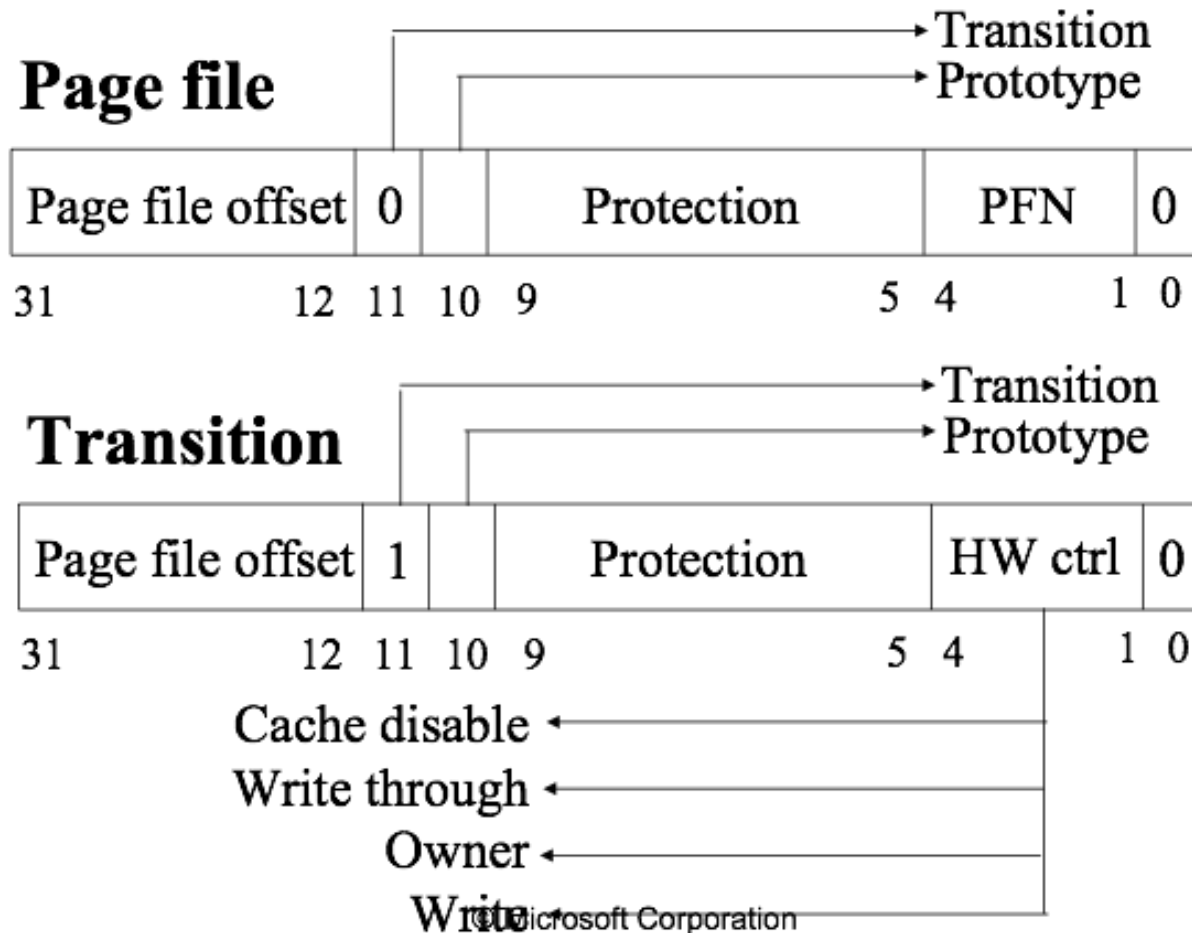 Transition
Prototype
Page file
Page file offset 0 Protection PFN 0
31 12 11 10 9 5 4 1 0
Transition
Prototype
Transition
Page file offset 1 Protection HW ctrl 0
31 12 11 10 9 5 4 1 0
Cache disable
Write through
Owner
Write
© Microsoft Corporation